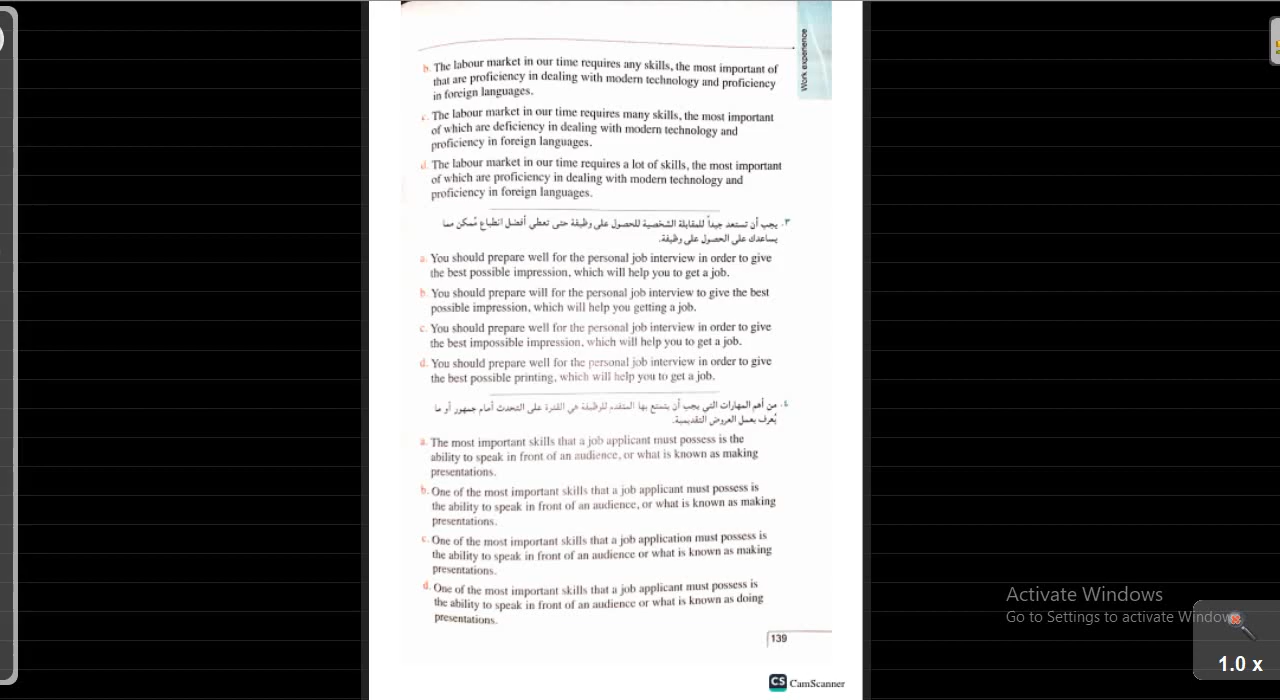 Work experience
b. The labour market in our time requires any skills, the most important of
that are proficiency in dealing with modern technology and proficiency
in foreign languages.
c. The labour market in our time requires many skills, the most important
of which are deficiency in dealing with modern technology and
proficiency in foreign languages.
d. The labour market in our time requires a lot of skills, the most important
of which are proficiency in dealing with modern technology and
proficiency in foreign languages.
٣. يجب أن تستعد جيداً للمقابلة الشخصية للحصول على وظيفة حتى تعطي أفضل انطباع مُمكن مما
يساعدك على الحصول على وظيفة.
a. You should prepare well for the personal job interview in order to give
the best possible impression, which will help you to get a job.
b. You should prepare will for the personal job interview to give the best
possible impression, which will help you getting a job.
c. You should prepare well for the personal job interview in order to give
the best impossible impression, which will help you to get a job.
d. You should prepare well for the personal job interview in order to give
the best possible printing, which will help you to get a job.
٤. من أهم المهارات التي يجب أن يتمتع بها المتقدم للوظيفة هي القدرة على التحدث أمام جمهور أو ما
يُعرف بعمل العروض التقديمية.
a. The most important skills that a job applicant must possess is the
ability to speak in front of an audience, or what is known as making
presentations.
b. One of the most important skills that a job applicant must possess is
the ability to speak in front of an audience, or what is known as making
presentations.
c. One of the most important skills that a job application must possess is
the ability to speak in front of an audience or what is known as making
presentations.
d. One of the most important skills that a job applicant must possess is
the ability to speak in front of an audience or what is known as doing
presentations.
139
CS CamScanner
Activate Windows
Go to Settings to activate Windows
1.0 x